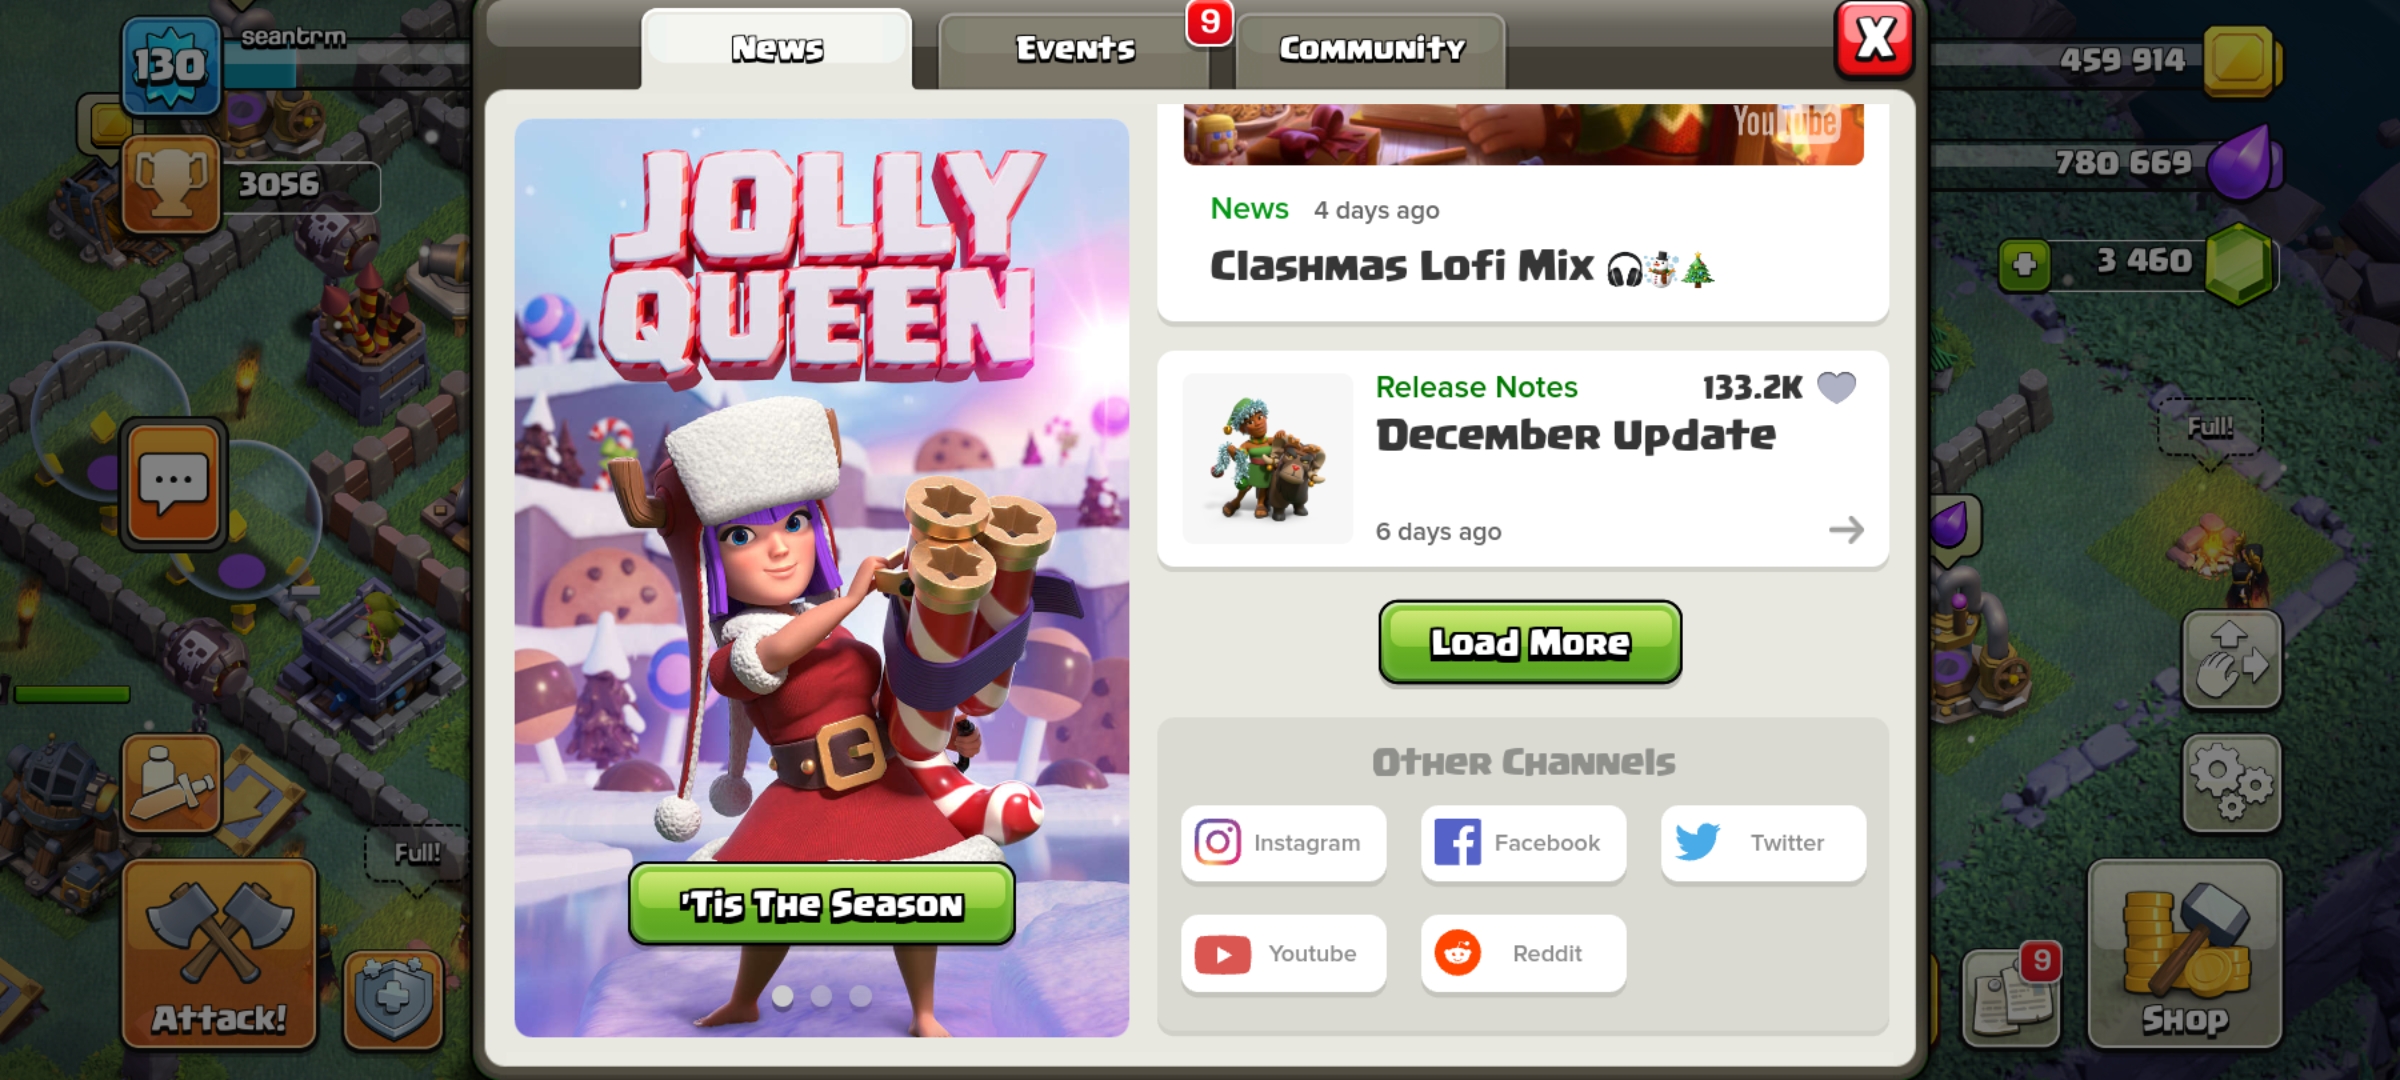 130
seantrm
3056
News
Events
9
Community
X
459 914
780 669
3 460
JOLLY
QUEEN
'Tis The Season
YouTube
News 4 days ago
Clashmas Lofi Mix 🎧☃️🎄
Release Notes 133.2K
December Update
6 days ago
Load More
Other Channels
Instagram
Facebook
Twitter
Youtube
Reddit
Full!
Full!
Attack!
9
Shop